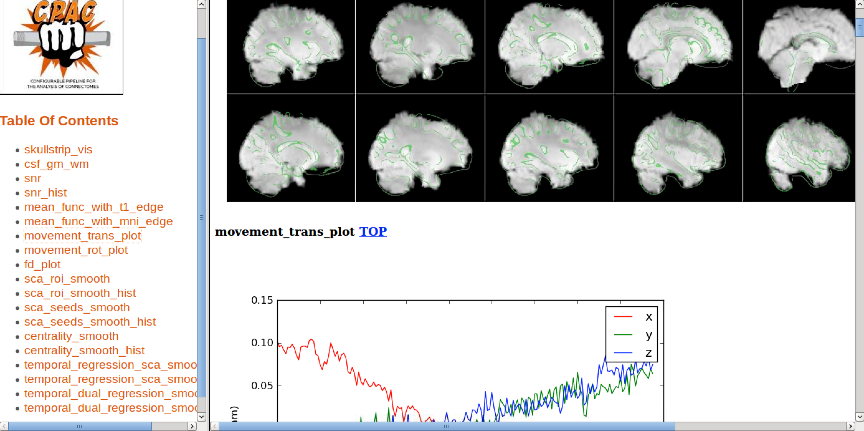 CPAC
CONFIGURABLE PIPELINE FOR
THE ANALYSIS OF CONNECTOMES
Table Of Contents
skullstrip_vis
csf_gm_wm
snr
snr_hist
mean_func_with_t1_edge
mean_func_with_mni_edge
movement_trans_plot
movement_rot_plot
fd_plot
sca_roi_smooth
sca_roi_smooth_hist
sca_seeds_smooth
sca_seeds_smooth_hist
centrality_smooth
centrality_smooth_hist
temporal_regression_sca_smoo
temporal_regression_sca_smoo
temporal_dual_regression_smoo
temporal_dual_regression_smoo
movement_trans_plot TOP
0.15
0.10
0.05
m)
x
y
z